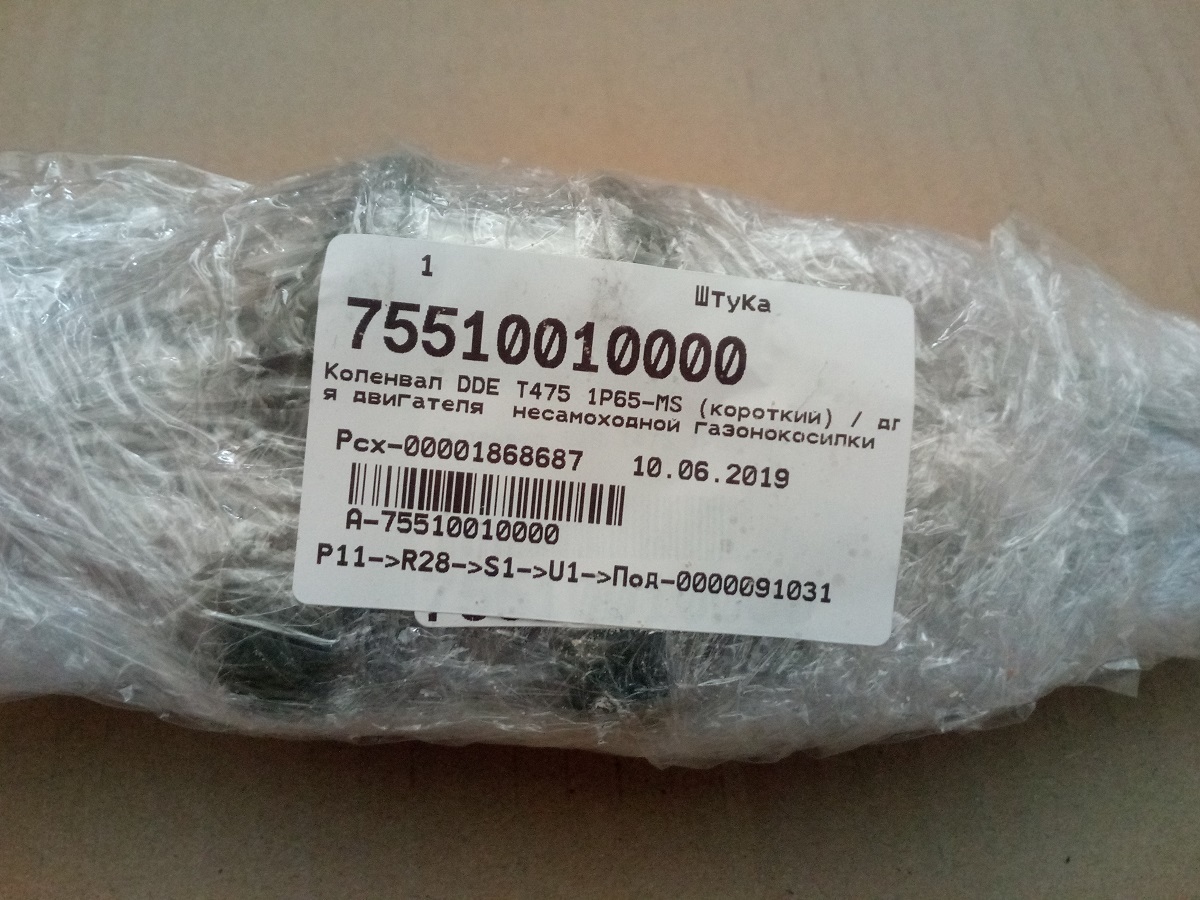 1 Штука
75510010000
Коленвал DDE T475 1P65-MS (короткий) / дл
я двигателя несамоходной газонокосилки
Рсх-00001868687 10.06.2019
A-75510010000
P11->R28->S1->U1->Под-0000091031